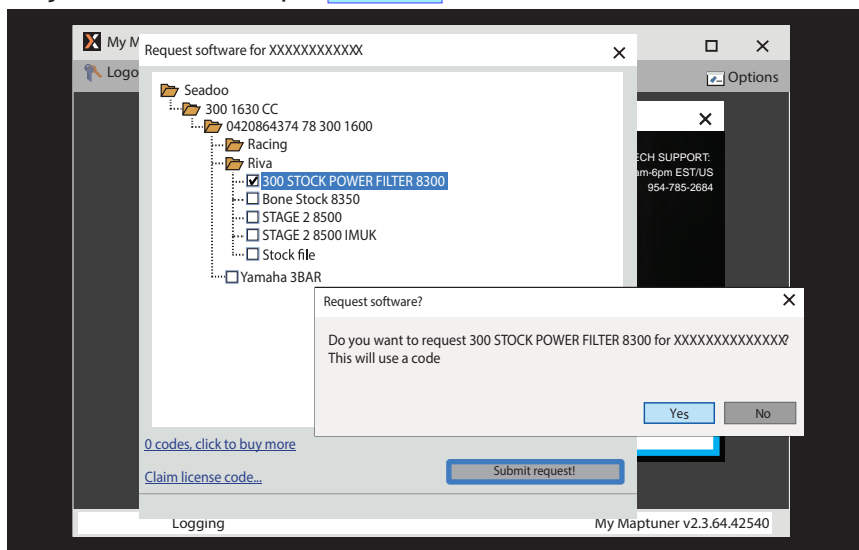 My M
Request software for XXXXXXXXXXXX
Logo
Options
Seadoo
300 1630 CC
0420864374 78 300 1600
Racing
Riva
300 STOCK POWER FILTER 8300
Bone Stock 8350
STAGE 2 8500
STAGE 2 8500 IMUK
Stock file
Yamaha 3BAR
ECH SUPPORT:
am-6pm EST/US
954-785-2684
Request software?
Do you want to request 300 STOCK POWER FILTER 8300 for XXXXXXXXXXXXXX?
This will use a code
Yes No
0 codes, click to buy more
Claim license code...
Submit request!
Logging
My Maptuner v2.3.64.42540